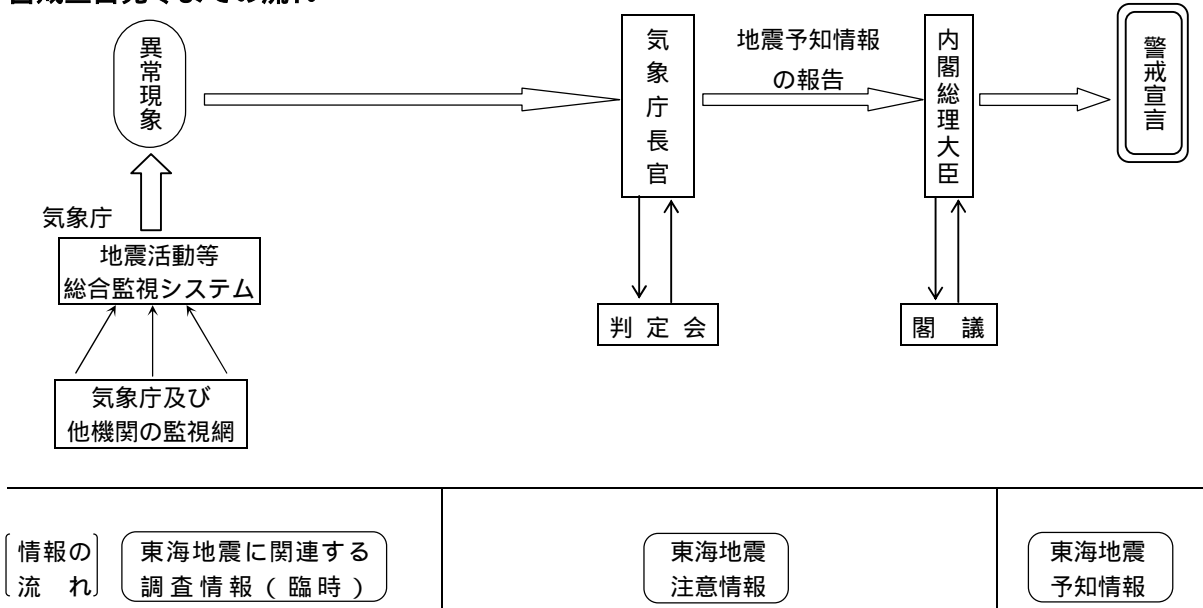 異常現象
気象庁長官
地震予知情報
の報告
内閣総理大臣
警戒宣言
気象庁
地震活動等
総合監視システム
判定会
閣議
気象庁及び
他機関の監視網
情報の
流れ
東海地震に関連する
調査情報（臨時）
東海地震
注意情報
東海地震
予知情報